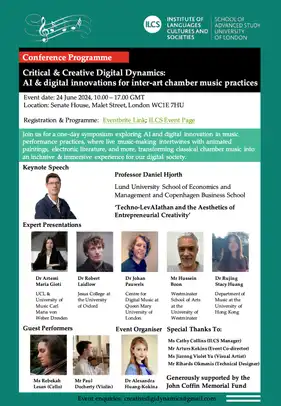 ILCS
INSTITUTE OF
LANGUAGES
CULTURES AND
SOCIETIES
SCHOOL OF
ADVANCED STUDY
UNIVERSITY
OF LONDON
Conference Programme
Critical & Creative Digital Dynamics:
AI & digital innovations for inter-art chamber music practices
Event date: 24 June 2024, 10.00 – 17.00 GMT
Location: Senate House, Malet Street, London WC1E 7HU
Registration & Programme: Eventbrite Link; ILCS Event Page
Join us for a one-day symposium exploring AI and digital innovation in music
performance practices, where live music-making intertwines with animated
paintings, electronic literature, and more, transforming classical chamber music into
an inclusive & immersive experience for our digital society.
Keynote Speech
Professor Daniel Hjorth
Lund University School of Economics and
Management and Copenhagen Business School
'Techno-LevAIathan and the Aesthetics of
Entrepreneurial Creativity'
Expert Presentations
Dr Artemi
Maria Gioti
UCL &
University of
Music Carl
Maria von
Weber Dresden
Dr Robert
Laidlow
Jesus College at
the University
of Oxford
Dr Johan
Pauwels
Centre for
Digital Music at
Queen Mary
University of
London
Mr Hussein
Boon
Westminster
School of Arts
at the
University of
Westminster
Dr Rujing
Stacy Huang
Department of
Music at the
University of
Hong Kong
Guest Performers
Ms Rebekah
Lesan (Cello)
Mr Paul
Docherty (Violin)
Event Organiser
Dr Alexandra
Huang-Kokina
Special Thanks To:
Ms Cathy Collins (ILCS Manager)
Mr Arturs Kokins (Event Co-director)
Ms Jiarong Violet Yu (Visual Artist)
Mr Rihards Okmanis (Technical Designer)
Generously supported by the
John Coffin Memorial Fund
Event enquiries: creatindigidynamics@gmail.com